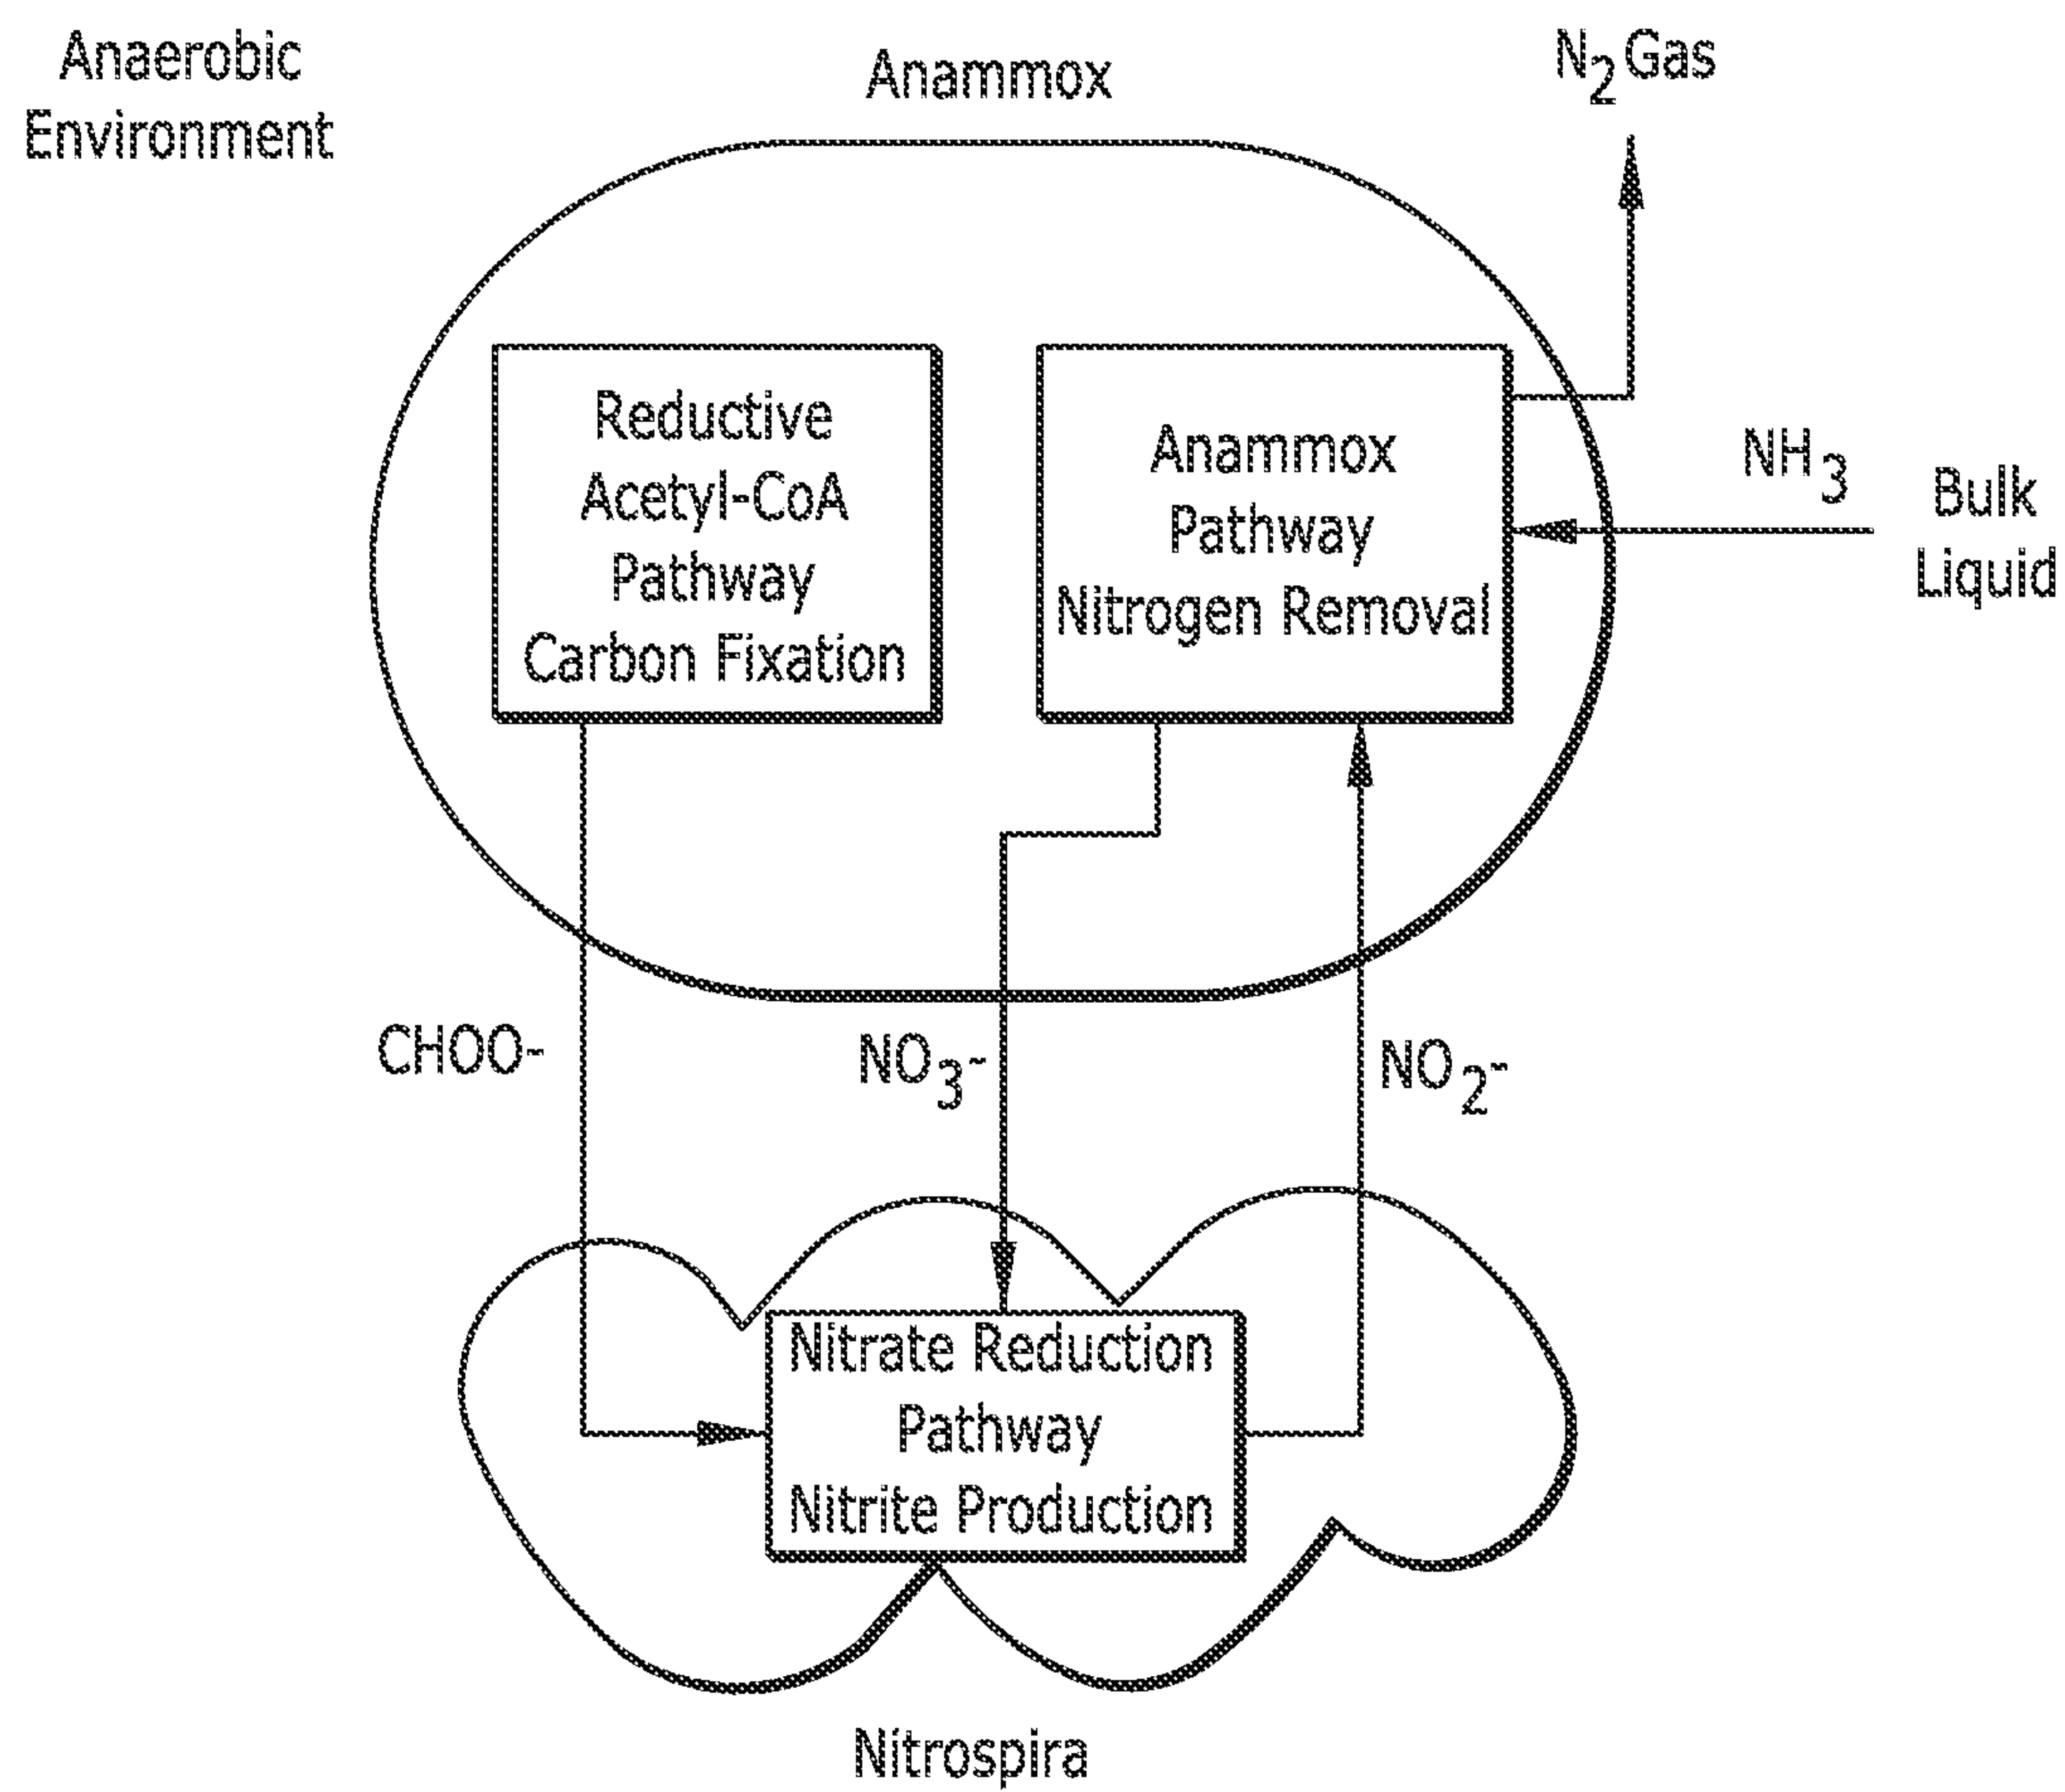 Anaerobic
Environment
Anammox
N2 Gas
Reductive
Acetyl-CoA
Pathway
Carbon Fixation
Anammox
Pathway
Nitrogen Removal
NH3
Bulk
Liquid
CHOO-
NO3-
NO2-
Nitrate Reduction
Pathway
Nitrite Production
Nitrospira